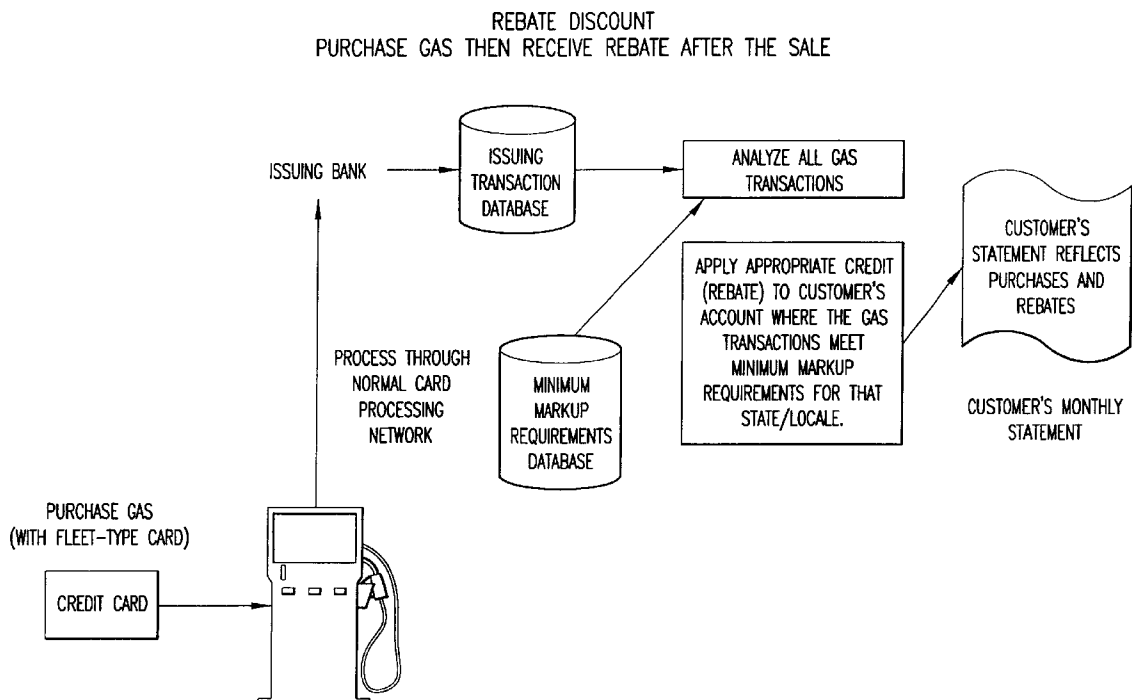 REBATE DISCOUNT
PURCHASE GAS THEN RECEIVE REBATE AFTER THE SALE
ISSUING BANK
ISSUING
TRANSACTION
DATABASE
ANALYZE ALL GAS
TRANSACTIONS
CUSTOMER'S
STATEMENT REFLECTS
PURCHASES AND
REBATES
APPLY APPROPRIATE CREDIT
(REBATE) TO CUSTOMER'S
ACCOUNT WHERE THE GAS
TRANSACTIONS MEET
MINIMUM MARKUP
REQUIREMENTS FOR THAT
STATE/LOCALE.
PROCESS THROUGH
NORMAL CARD
PROCESSING
NETWORK
MINIMUM
MARKUP
REQUIREMENTS
DATABASE
CUSTOMER'S MONTHLY
STATEMENT
PURCHASE GAS
(WITH FLEET-TYPE CARD)
CREDIT CARD